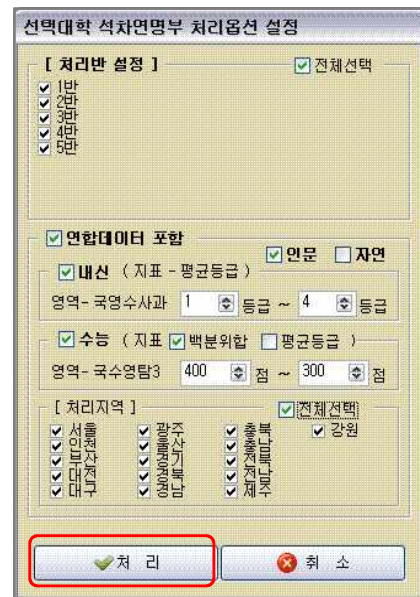 선택대학 석차연명부 처리옵션 설정
[ 처리반 설정 ] 전체선택
1반
2반
3반
4반
5반
연합데이터 포함
인문 자연
내신 ( 지표 - 평균등급 )
영역- 국영수사과 1 등급 ~ 4 등급
수능 ( 지표 백분위합 평균등급 )
영역- 국수영탐3 400 점 ~ 300 점
[ 처리지역 ] 전체선택
서울 광주 충북 강원
인천 울산 충남
부산 경기 전북
대전 경북 전남
대구 경남 제주
처 리 취 소